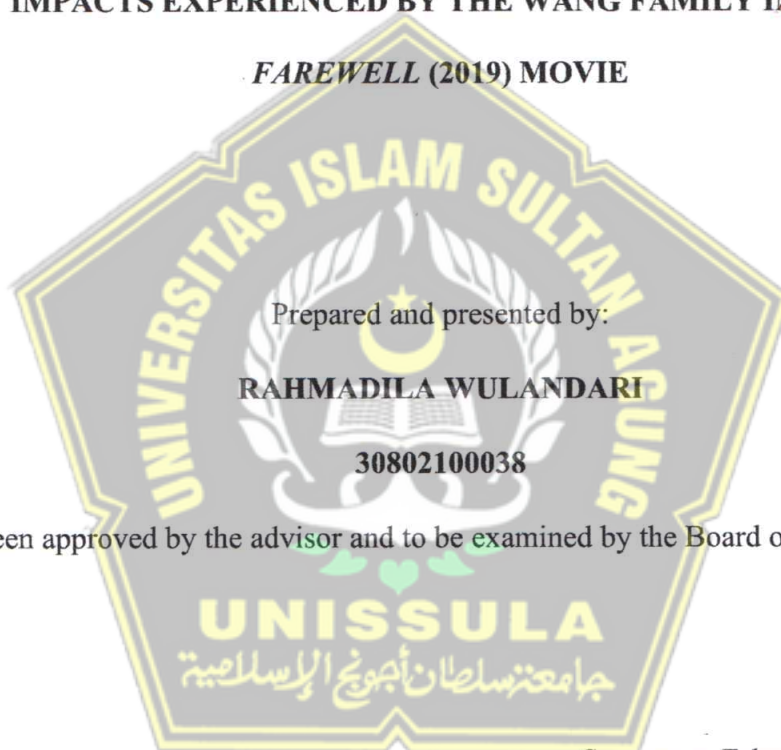 IMPACTS EXPERIENCED BY THE WANG FAMILY
FAREWELL (2019) MOVIE
UNIVERSITAS ISLAM SULTAN AGUNG
Prepared and presented by:
RAHMADILA WULANDARI
30802100038
approved by the advisor and to be examined by the Board
UNISSULA
جامعة سلطان أجونج الإسلامية